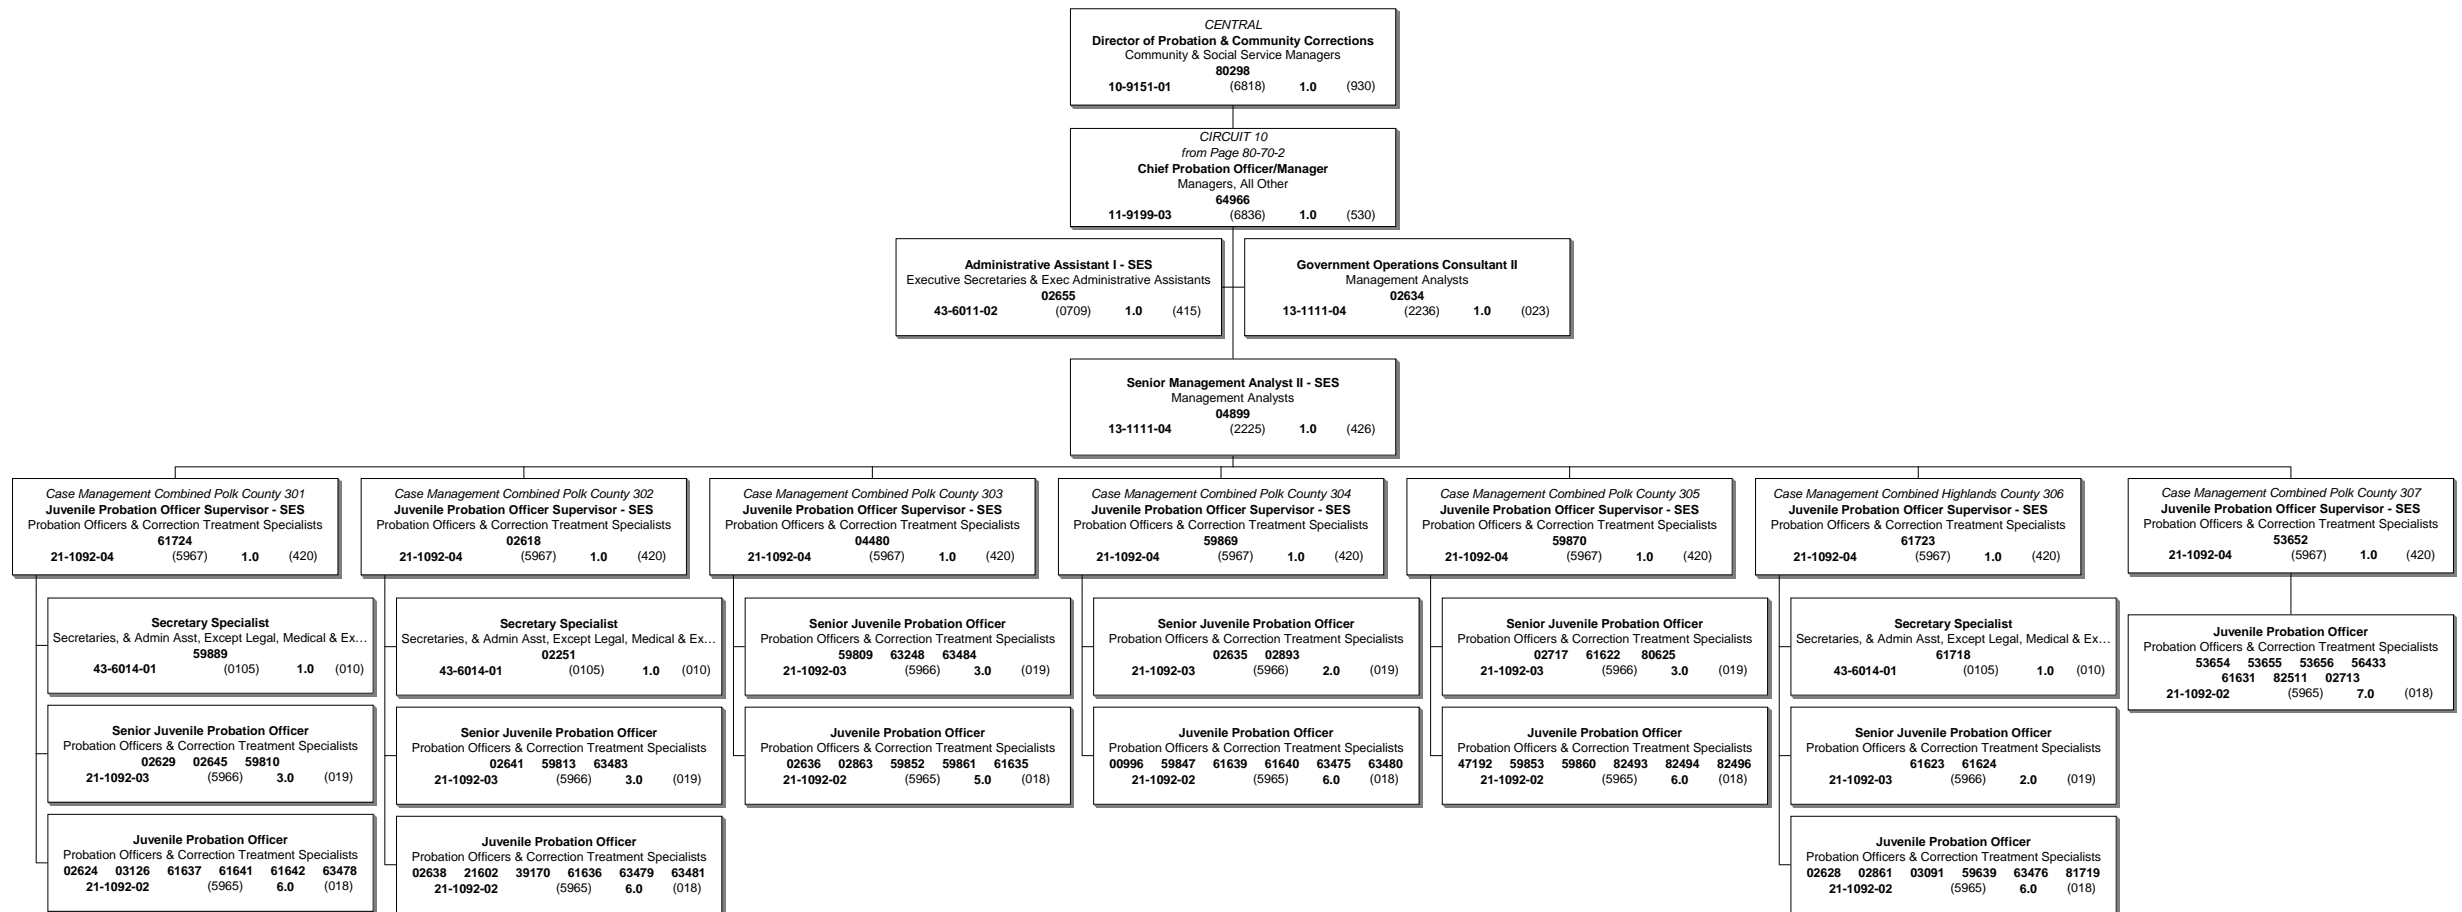 CENTRAL
Director of Probation & Community Corrections
Community & Social Service Managers
80298
10-9151-01 (6818) 1.0 (930)
CIRCUIT 10
from Page 80-70-2
Chief Probation Officer/Manager
Managers, All Other
64966
11-9199-03 (6836) 1.0 (530)
Administrative Assistant I - SES
Executive Secretaries & Exec Administrative Assistants
02655
43-6011-02 (0709) 1.0 (415)
Government Operations Consultant II
Management Analysts
02634
13-1111-04 (2236) 1.0 (023)
Senior Management Analyst II - SES
Management Analysts
04899
13-1111-04 (2225) 1.0 (426)
Case Management Combined Polk County 301
Juvenile Probation Officer Supervisor - SES
Probation Officers & Correction Treatment Specialists
61724
21-1092-04 (5967) 1.0 (420)
Secretary Specialist
Secretaries, & Admin Asst, Except Legal, Medical & Ex...
59889
43-6014-01 (0105) 1.0 (010)
Senior Juvenile Probation Officer
Probation Officers & Correction Treatment Specialists
02629 02645 59810
21-1092-03 (5966) 3.0 (019)
Juvenile Probation Officer
Probation Officers & Correction Treatment Specialists
02624 03126 61637 61641 61642 63478
21-1092-02 (5965) 6.0 (018)
Case Management Combined Polk County 302
Juvenile Probation Officer Supervisor - SES
Probation Officers & Correction Treatment Specialists
02618
21-1092-04 (5967) 1.0 (420)
Secretary Specialist
Secretaries, & Admin Asst, Except Legal, Medical & Ex...
02251
43-6014-01 (0105) 1.0 (010)
Senior Juvenile Probation Officer
Probation Officers & Correction Treatment Specialists
02641 59813 63483
21-1092-03 (5966) 3.0 (019)
Juvenile Probation Officer
Probation Officers & Correction Treatment Specialists
02638 21602 39170 61636 63479 63481
21-1092-02 (5965) 6.0 (018)
Case Management Combined Polk County 303
Juvenile Probation Officer Supervisor - SES
Probation Officers & Correction Treatment Specialists
04480
21-1092-04 (5967) 1.0 (420)
Senior Juvenile Probation Officer
Probation Officers & Correction Treatment Specialists
59809 63248 63484
21-1092-03 (5966) 3.0 (019)
Juvenile Probation Officer
Probation Officers & Correction Treatment Specialists
02636 02863 59852 59861 61635
21-1092-02 (5965) 5.0 (018)
Case Management Combined Polk County 304
Juvenile Probation Officer Supervisor - SES
Probation Officers & Correction Treatment Specialists
59869
21-1092-04 (5967) 1.0 (420)
Senior Juvenile Probation Officer
Probation Officers & Correction Treatment Specialists
02635 02893
21-1092-03 (5966) 2.0 (019)
Juvenile Probation Officer
Probation Officers & Correction Treatment Specialists
00996 59847 61639 61640 63475 63480
21-1092-02 (5965) 6.0 (018)
Case Management Combined Polk County 305
Juvenile Probation Officer Supervisor - SES
Probation Officers & Correction Treatment Specialists
59870
21-1092-04 (5967) 1.0 (420)
Senior Juvenile Probation Officer
Probation Officers & Correction Treatment Specialists
02717 61622 80625
21-1092-03 (5966) 3.0 (019)
Juvenile Probation Officer
Probation Officers & Correction Treatment Specialists
47192 59853 59860 82493 82494 82496
21-1092-02 (5965) 6.0 (018)
Case Management Combined Highlands County 306
Juvenile Probation Officer Supervisor - SES
Probation Officers & Correction Treatment Specialists
61723
21-1092-04 (5967) 1.0 (420)
Secretary Specialist
Secretaries, & Admin Asst, Except Legal, Medical & Ex...
61718
43-6014-01 (0105) 1.0 (010)
Senior Juvenile Probation Officer
Probation Officers & Correction Treatment Specialists
61623 61624
21-1092-03 (5966) 2.0 (019)
Juvenile Probation Officer
Probation Officers & Correction Treatment Specialists
02628 02861 03091 59639 63476 81719
21-1092-02 (5965) 6.0 (018)
Case Management Combined Polk County 307
Juvenile Probation Officer Supervisor - SES
Probation Officers & Correction Treatment Specialists
53652
21-1092-04 (5967) 1.0 (420)
Juvenile Probation Officer
Probation Officers & Correction Treatment Specialists
53654 53655 53656 56433
61631 82511 02713
21-1092-02 (5965) 7.0 (018)